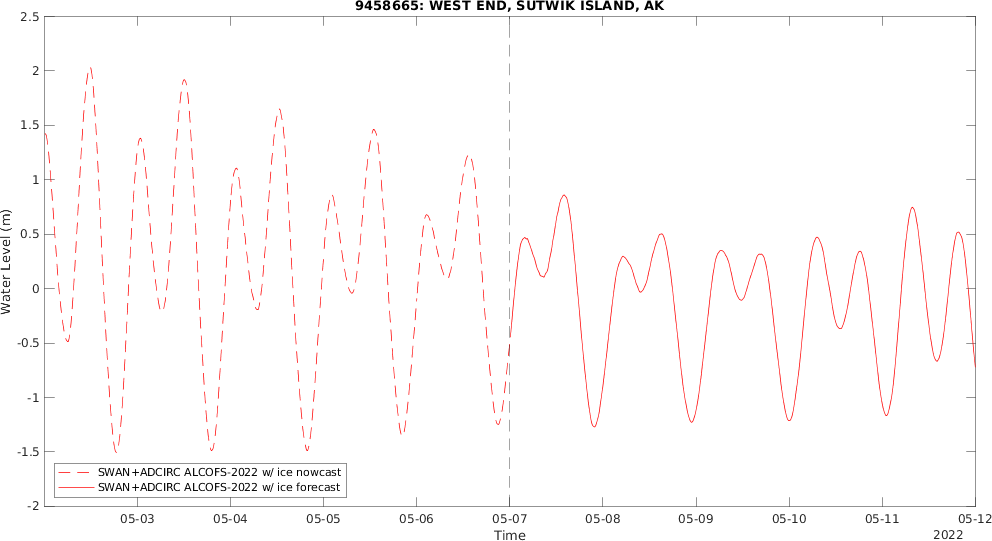 9458665: WEST END, SUTWIK ISLAND, AK
Water Level (m)
2.5
2
1.5
1
0.5
0
-0.5
-1
-1.5
-2
SWAN+ADCIRC ALCOFS-2022 w/ ice nowcast
SWAN+ADCIRC ALCOFS-2022 w/ ice forecast
05-03 05-04 05-05 05-06 05-07 05-08 05-09 05-10 05-11 05-12
Time
2022